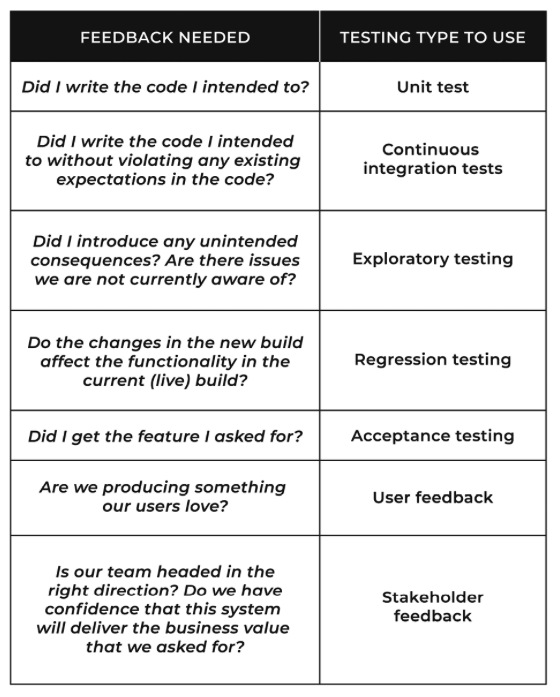 FEEDBACK NEEDED
TESTING TYPE TO USE
Did I write the code I intended to?
Unit test
Did I write the code I intended
to without violating any existing
expectations in the code?
Continuous
integration tests
Did I introduce any unintended
consequences? Are there issues
we are not currently aware of?
Exploratory testing
Do the changes in the new build
affect the functionality in the
current (live) build?
Regression testing
Did I get the feature I asked for?
Acceptance testing
Are we producing something
our users love?
User feedback
Is our team headed in the
right direction? Do we have
confidence that this system
will deliver the business value
that we asked for?
Stakeholder
feedback